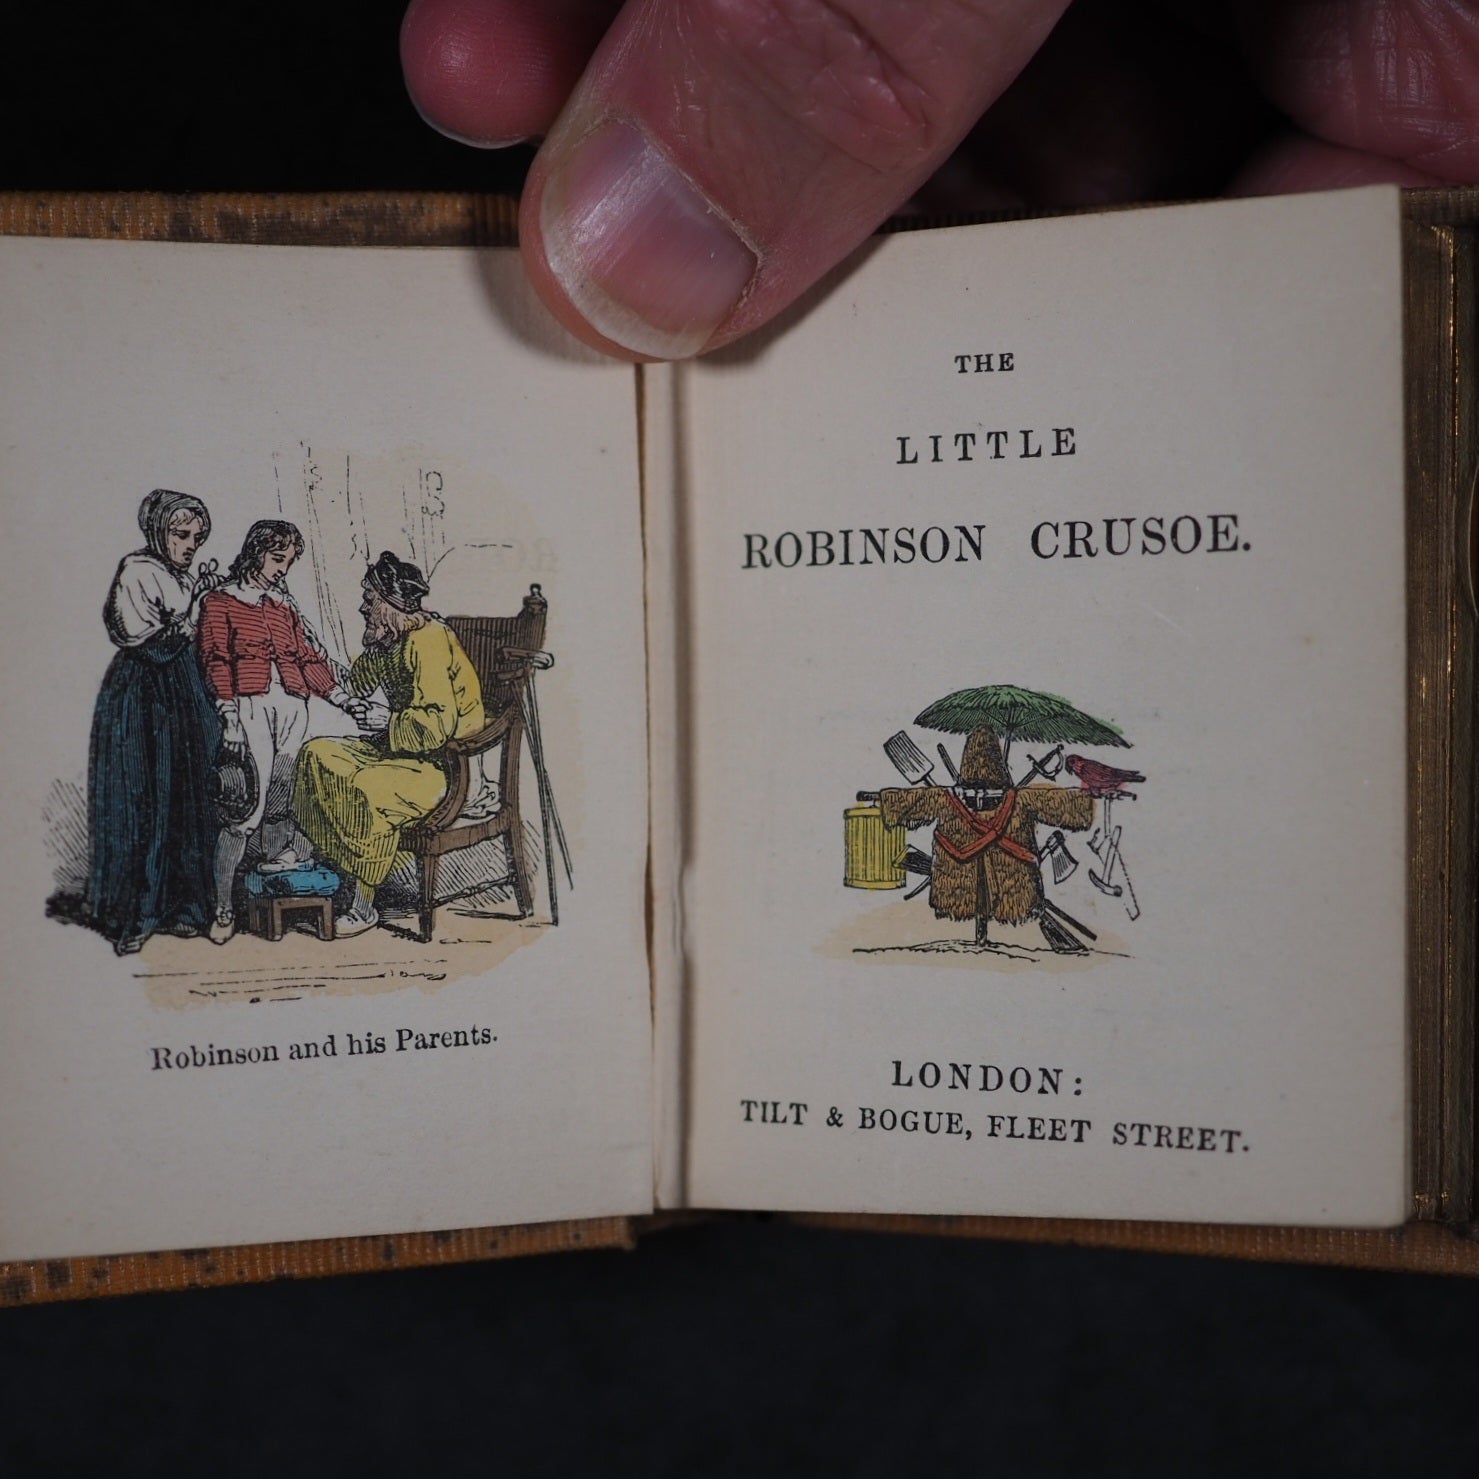 Robinson and his Parents.
THE
LITTLE
ROBINSON CRUSOE.
LONDON:
TILT & BOGUE, FLEET STREET.